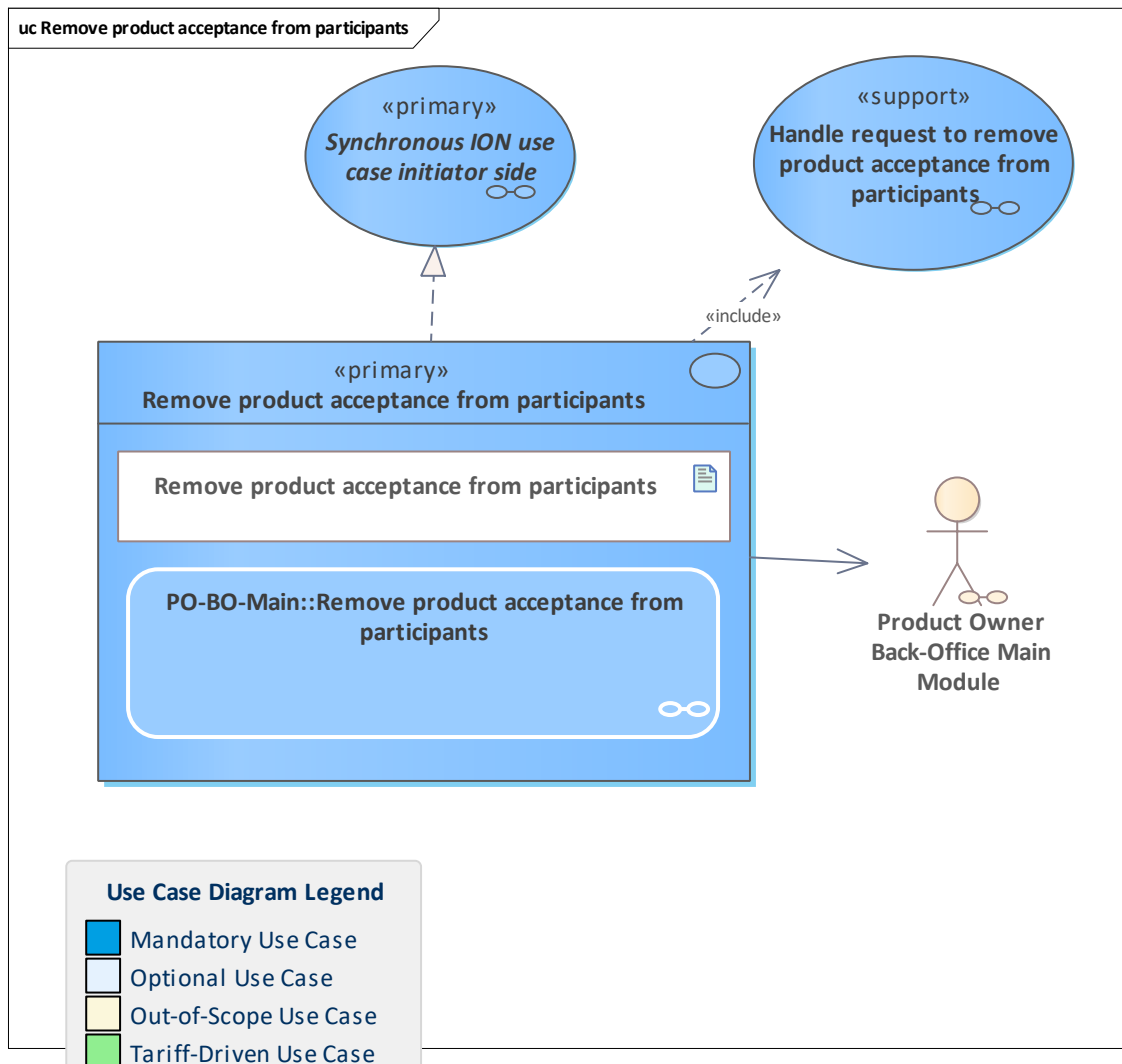 uc Remove product acceptance from participants
«primary»
Synchronous ION use
case initiator side
«support»
Handle request to remove
product acceptance from
participants
«include»
«primary»
Remove product acceptance from participants
Remove product acceptance from participants
PO-BO-Main::Remove product acceptance from
participants
Product Owner
Back-Office Main
Module
Use Case Diagram Legend
Mandatory Use Case
Optional Use Case
Out-of-Scope Use Case
Tariff-Driven Use Case